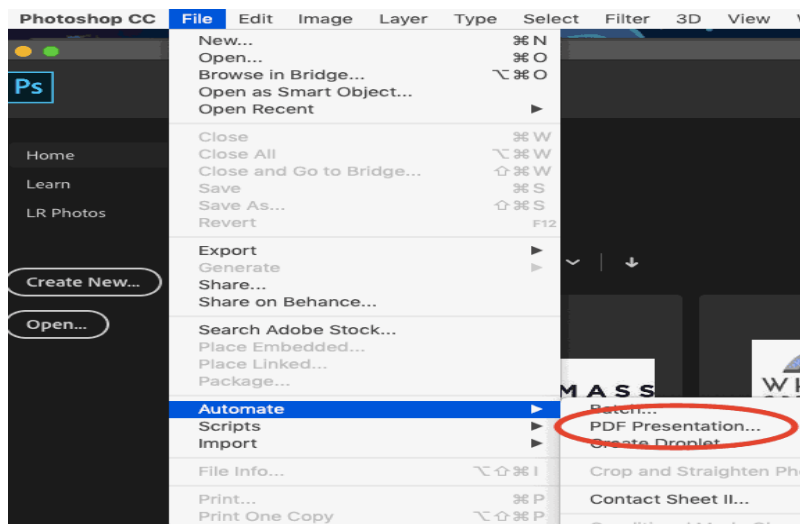 Photoshop CC File Edit Image Layer Type Select Filter 3D View
Ps
Home
Learn
LR Photos
Create New...
Open...
New... ⌘N
Open... ⌘O
Browse in Bridge... ⌥⌘O
Open as Smart Object...
Open Recent ▶
Close ⌘W
Close All ⌥⌘W
Close and Go to Bridge... ⇧⌘W
Save ⌘S
Save As... ⇧⌘S
Revert F12
Export ▶
Generate ▶
Share...
Share on Behance...
Search Adobe Stock...
Place Embedded...
Place Linked...
Package...
Automate ▶
Scripts ▶
Import ▶
File Info... ⌥⇧⌘I
Print... ⌘P
Print One Copy ⌥⇧⌘P
MASS
Batch...
PDF Presentation...
Create Droplet...
Crop and Straighten
Contact Sheet II...